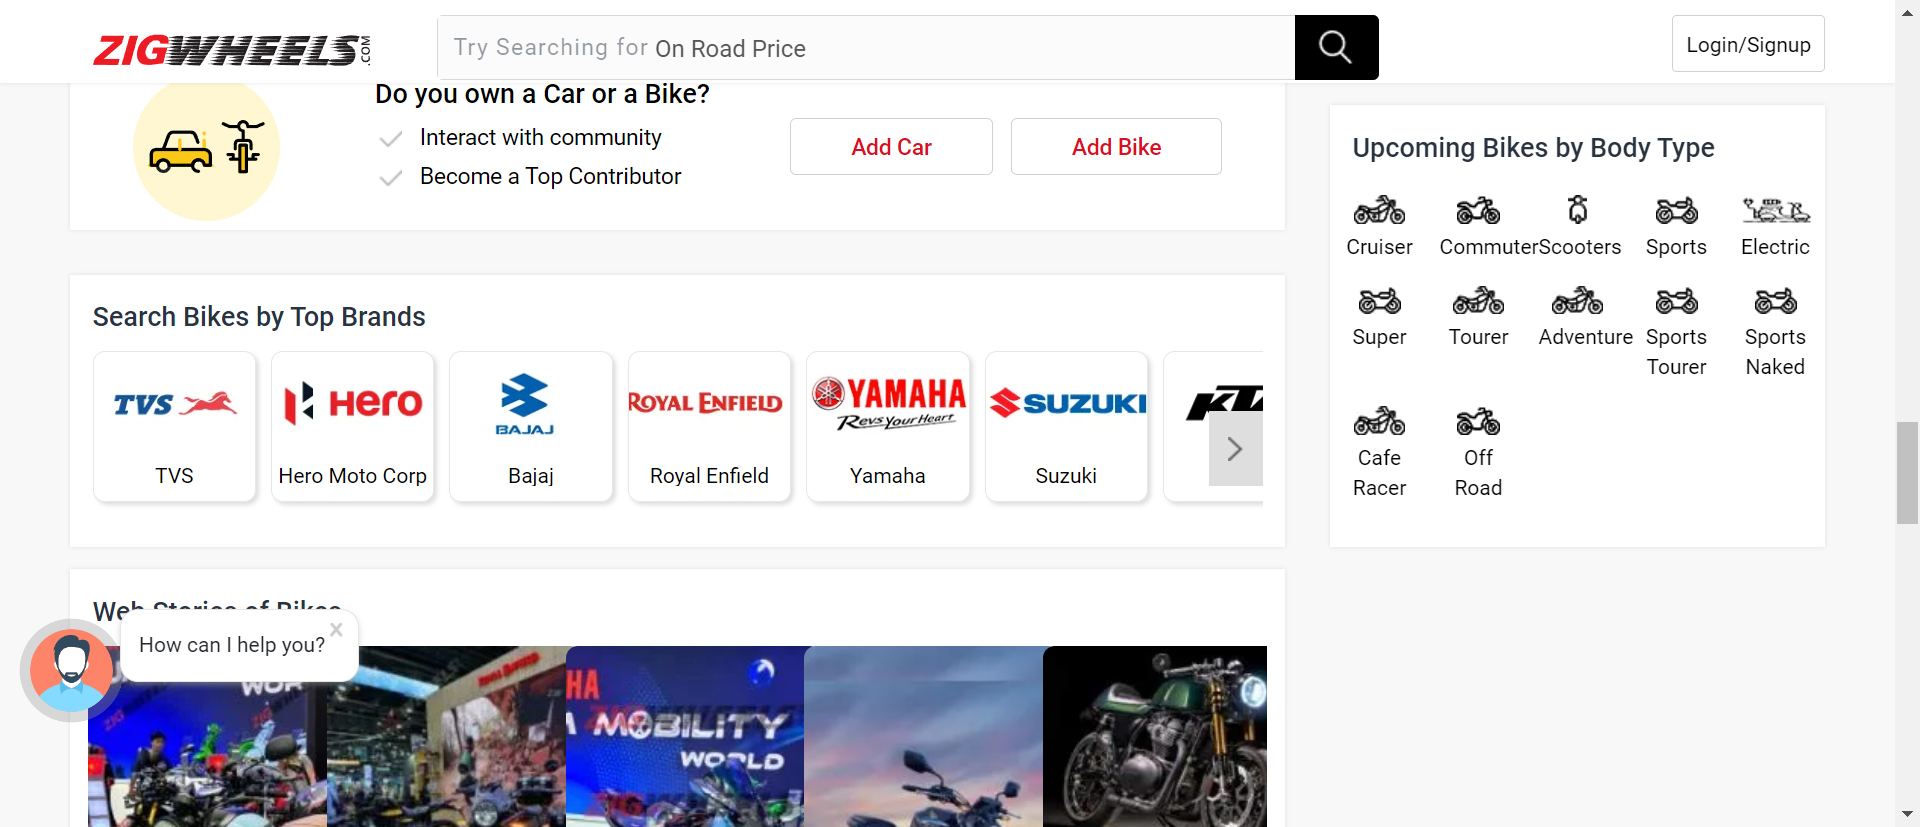 ZIGWHEELS.COM
Try Searching for On Road Price
Login/Signup
Do you own a Car or a Bike?
Interact with community
Become a Top Contributor
Add Car
Add Bike
Upcoming Bikes by Body Type
Cruiser
Commuter
Scooters
Sports
Electric
Super
Tourer
Adventure
Sports
Tourer
Sports
Naked
Cafe
Racer
Off
Road
Search Bikes by Top Brands
TVS
TVS
Hero
Hero Moto Corp
BAJAJ
Bajaj
ROYAL ENFIELD
Royal Enfield
YAMAHA
Revs Your Heart
Yamaha
SUZUKI
Suzuki
Web Stories of Bikes
How can I help you?
MOBILITY
WORLD